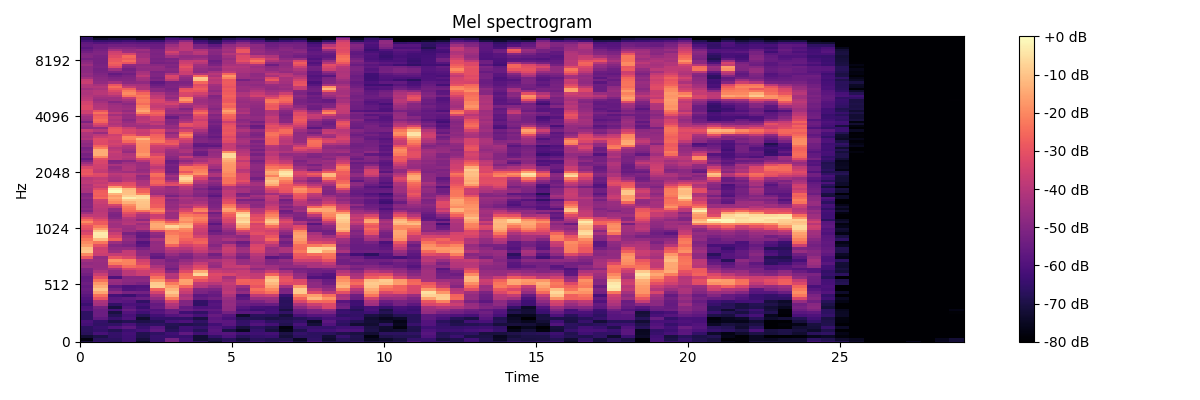 Mel spectrogram
Hz
8192
4096
2048
1024
512
0
0 5 10 15 20 25
Time
+0 dB
-10 dB
-20 dB
-30 dB
-40 dB
-50 dB
-60 dB
-70 dB
-80 dB